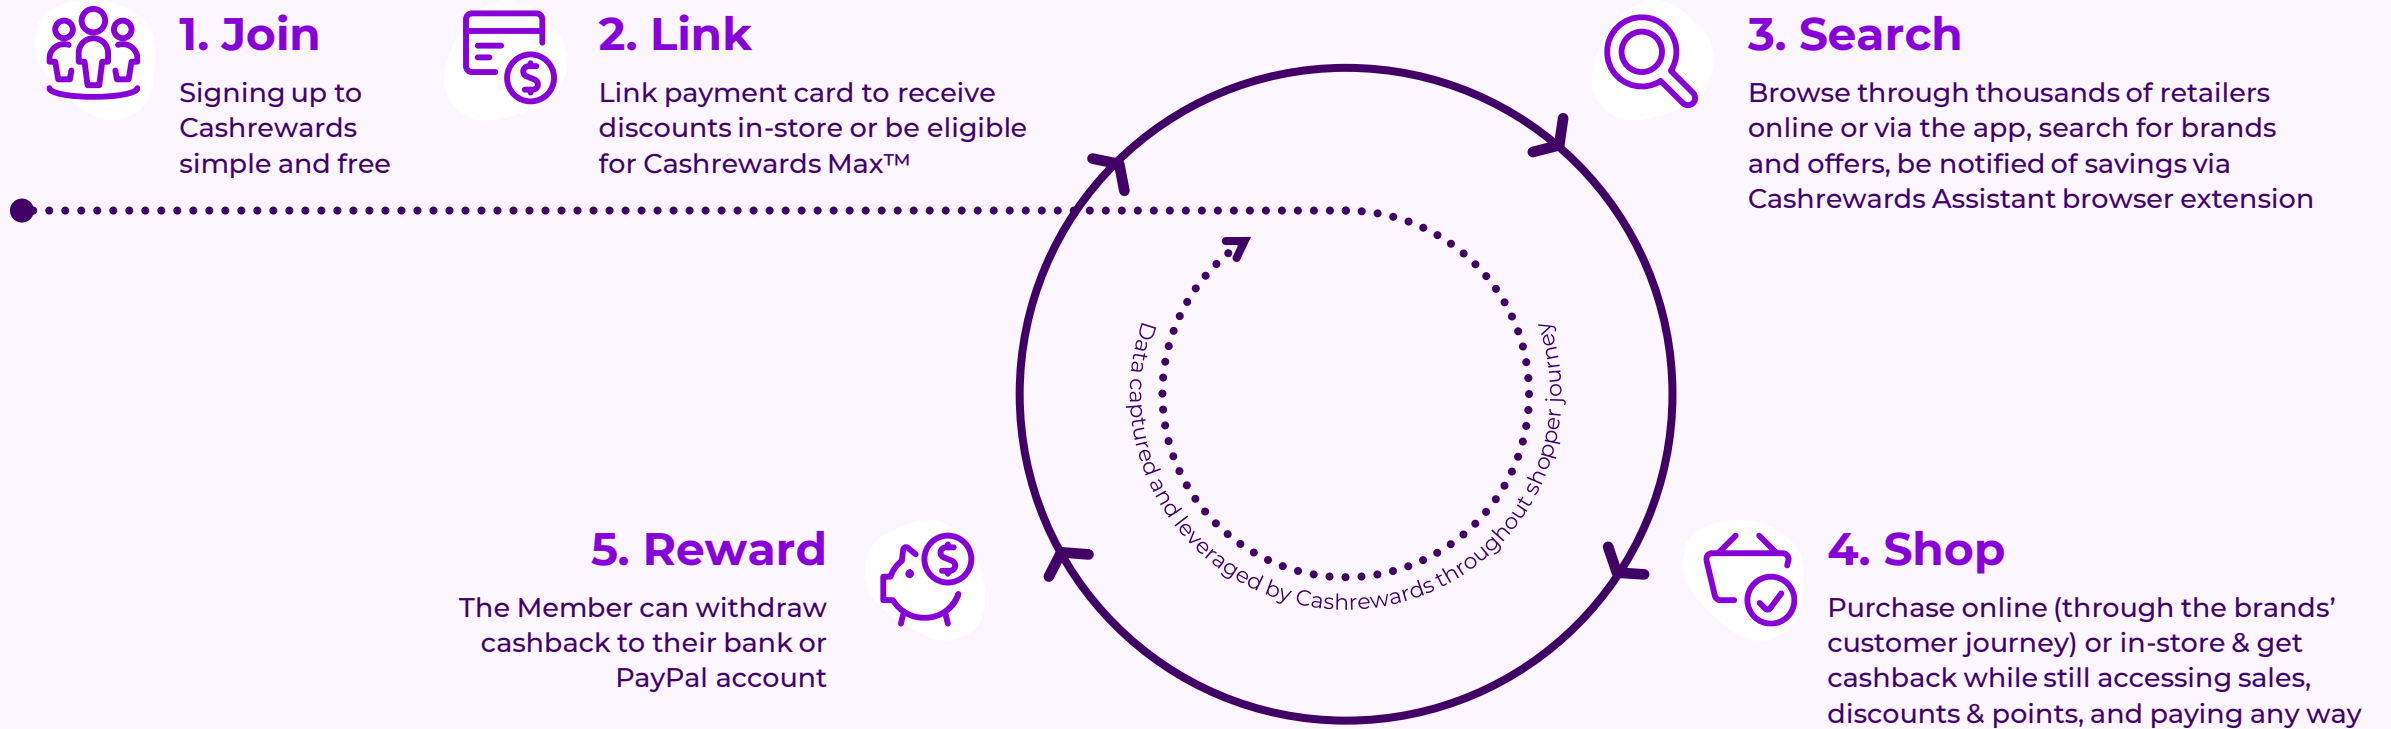 1. Join
Signing up to
Cashrewards
simple and free
2. Link
Link payment card to receive
discounts in-store or be eligible
for Cashrewards Max™
3. Search
Browse through thousands of retailers
online or via the app, search for brands
and offers, be notified of savings via
Cashrewards Assistant browser extension
Data captured and leveraged by Cashrewards throughout shopper journey
4. Shop
Purchase online (through the brands’
customer journey) or in-store & get
cashback while still accessing sales,
discounts & points, and paying any way
5. Reward
The Member can withdraw
cashback to their bank or
PayPal account